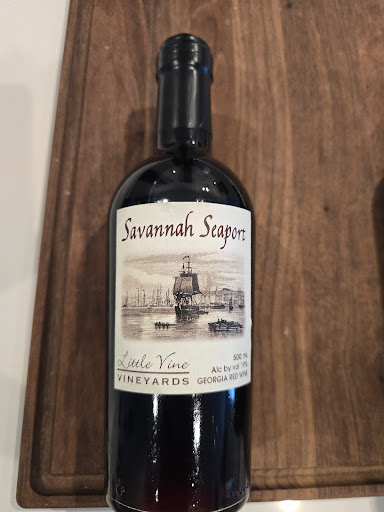 Savannah Seaport
Little Vine
VINEYARDS
500 mL
Alc by vol 19%
GEORGIA RED WINE